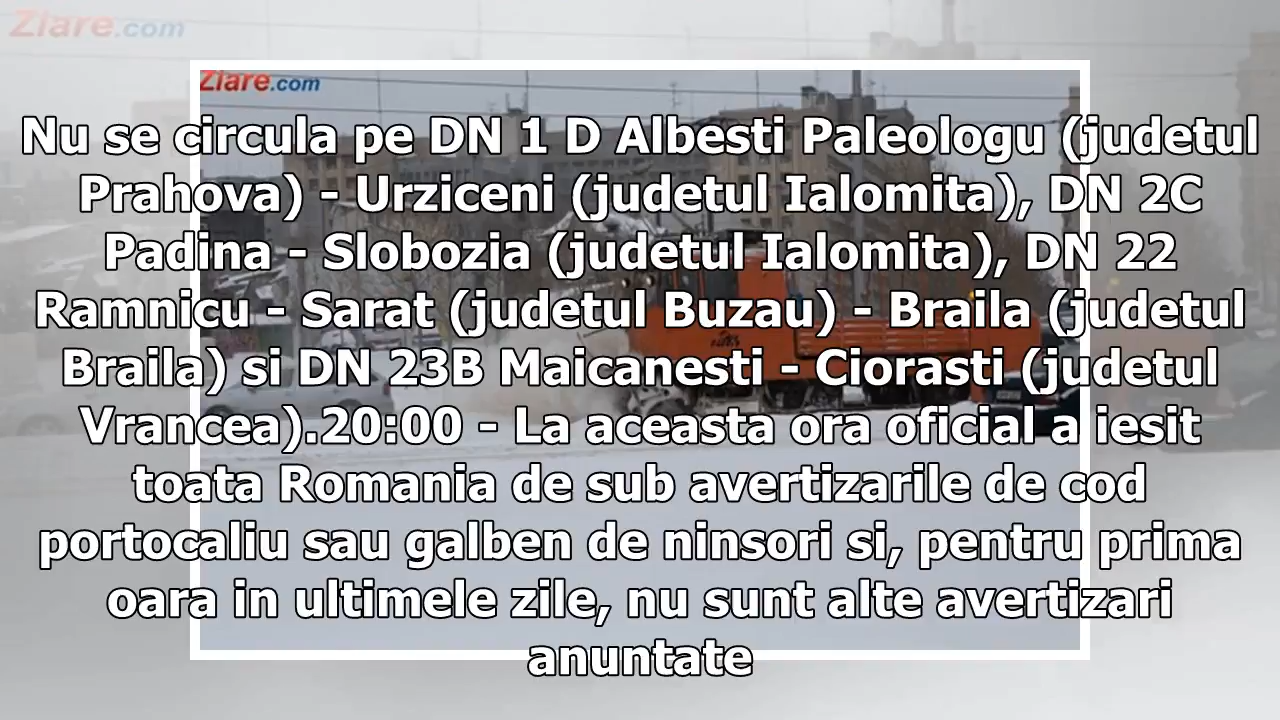 Ziare.com
Ziare.com
Nu se circula pe DN 1 D Albesti Paleologu (judetul
Prahova) - Urziceni (judetul Ialomita), DN 2C
Padina - Slobozia (judetul Ialomita), DN 22
Ramnicu - Sarat (judetul Buzau) - Braila (judetul
Braila) si DN 23B Maicanesti - Ciorasti (judetul
Vrancea).20:00 - La aceasta ora oficial a iesit
toata Romania de sub avertizarile de cod
portocaliu sau galben de ninsori si, pentru prima
oara in ultimele zile, nu sunt alte avertizari
anuntate